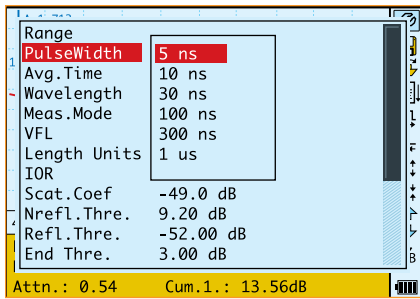 Range
PulseWidth 5 ns
Avg.Time 10 ns
Wavelength 30 ns
Meas.Mode 100 ns
VFL 300 ns
Length Units 1 us
IOR
Scat.Coef -49.0 dB
Nrefl.Thre. 9.20 dB
Refl.Thre. -52.00 dB
End Thre. 3.00 dB
Attn.: 0.54 Cum.1.: 13.56dB